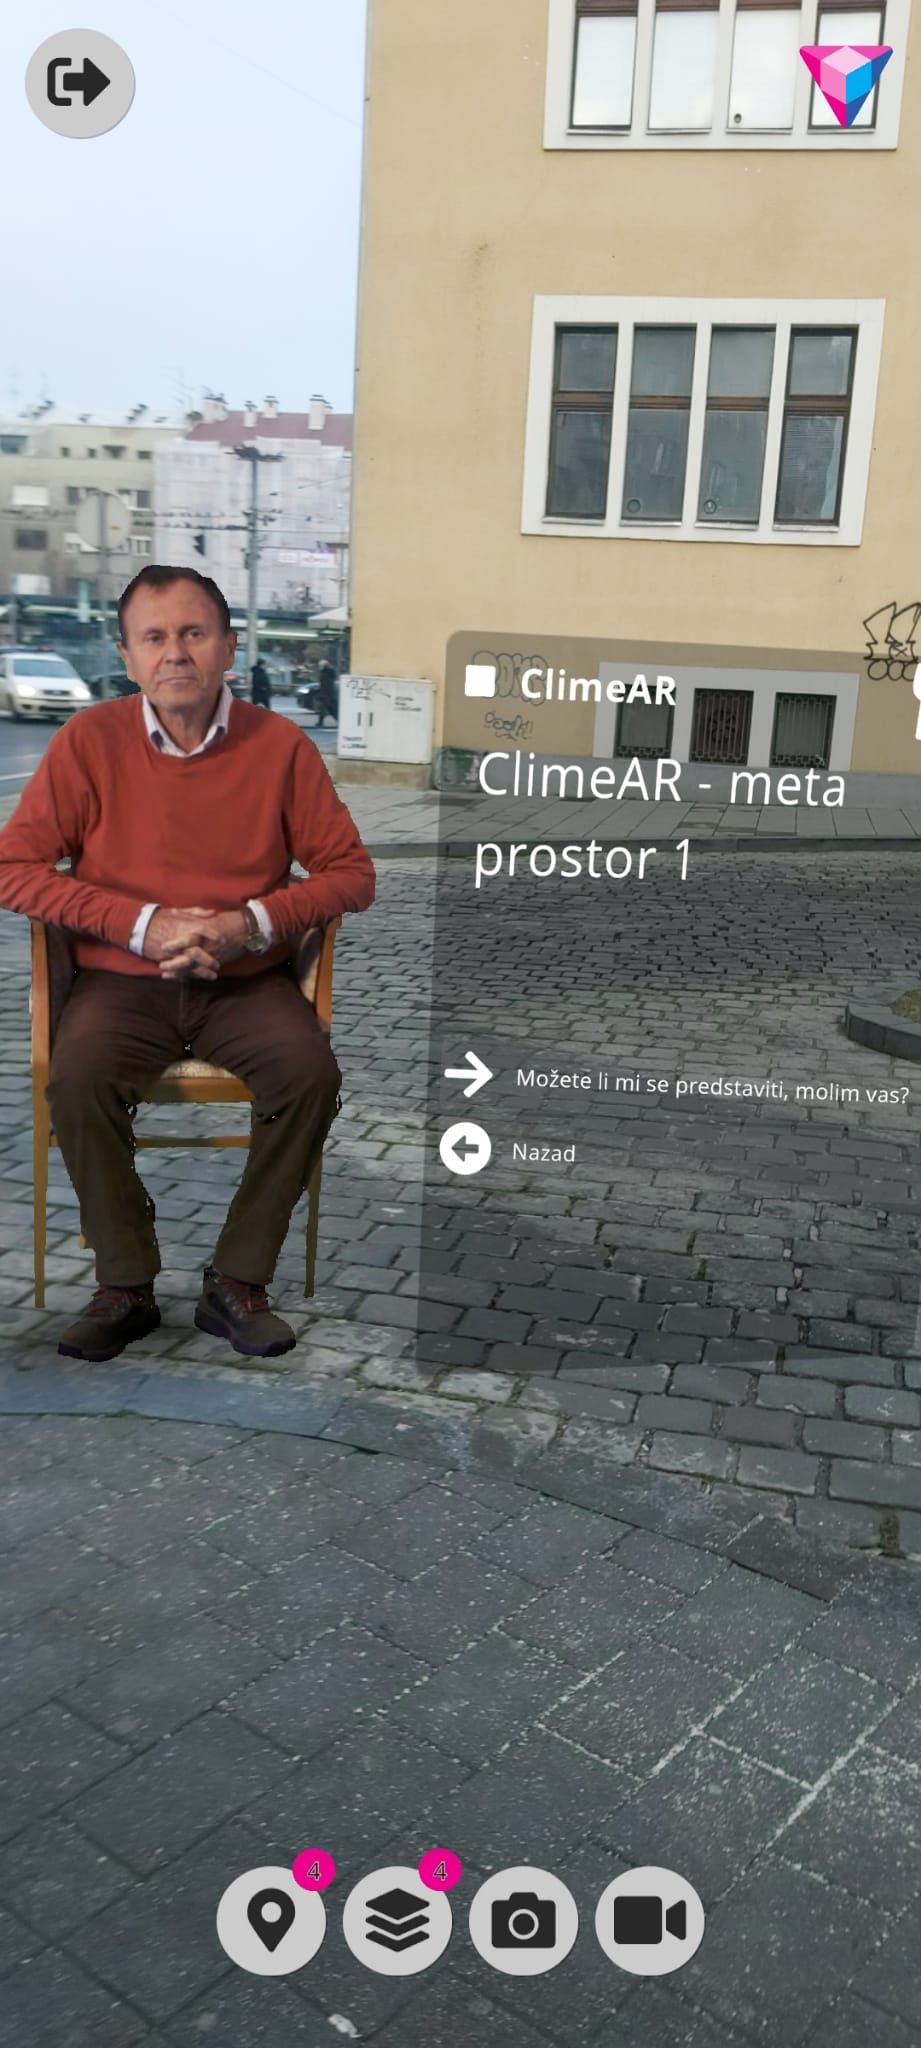 ClimeAR
ClimeAR - meta
prostor 1
Možete li mi se predstaviti, molim vas?
Nazad
4
4